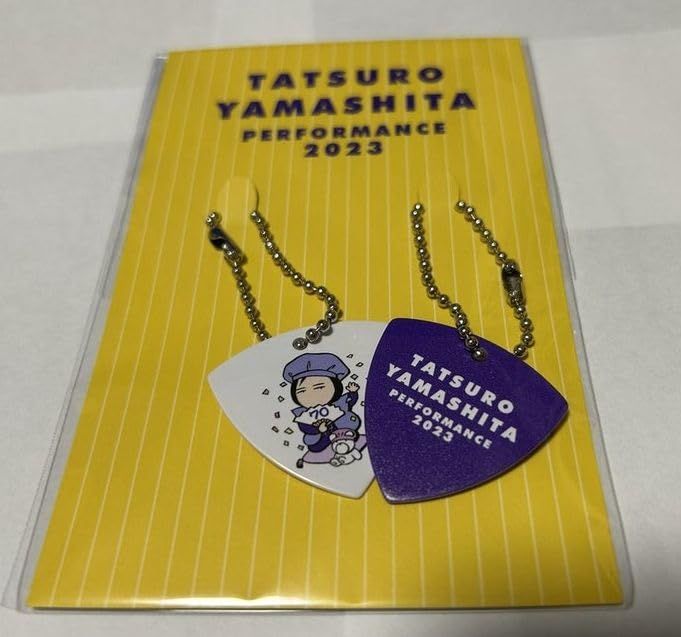 TATSURO
YAMASHITA
PERFORMANCE
2023
70
TATSURO
YAMASHITA
PERFORMANCE
2023